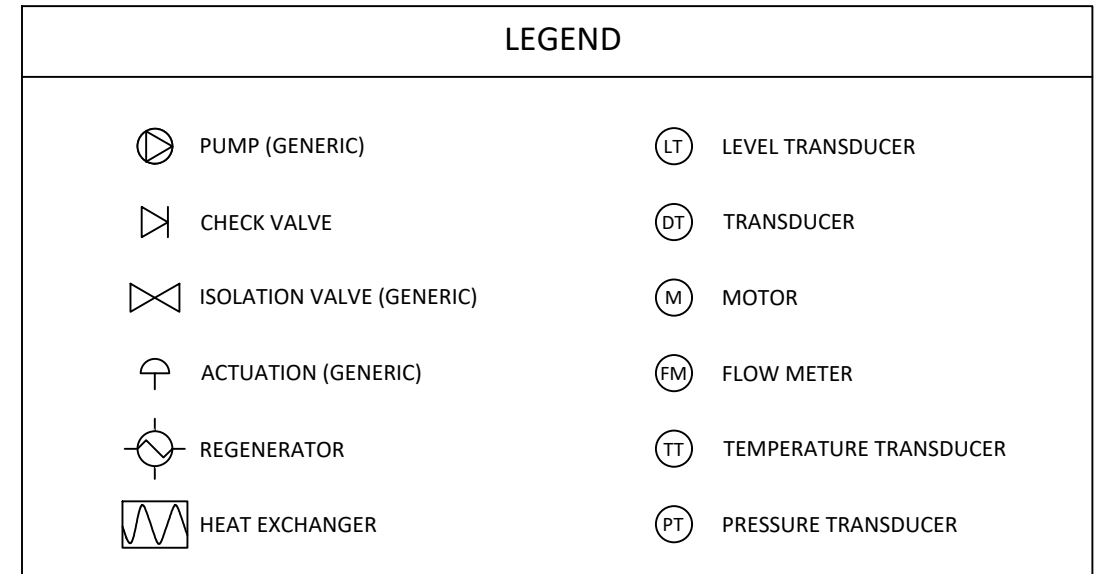 LEGEND
PUMP (GENERIC)
LT LEVEL TRANSDUCER
CHECK VALVE
DT TRANSDUCER
ISOLATION VALVE (GENERIC)
M MOTOR
ACTUATION (GENERIC)
FM FLOW METER
REGENERATOR
TT TEMPERATURE TRANSDUCER
HEAT EXCHANGER
PT PRESSURE TRANSDUCER